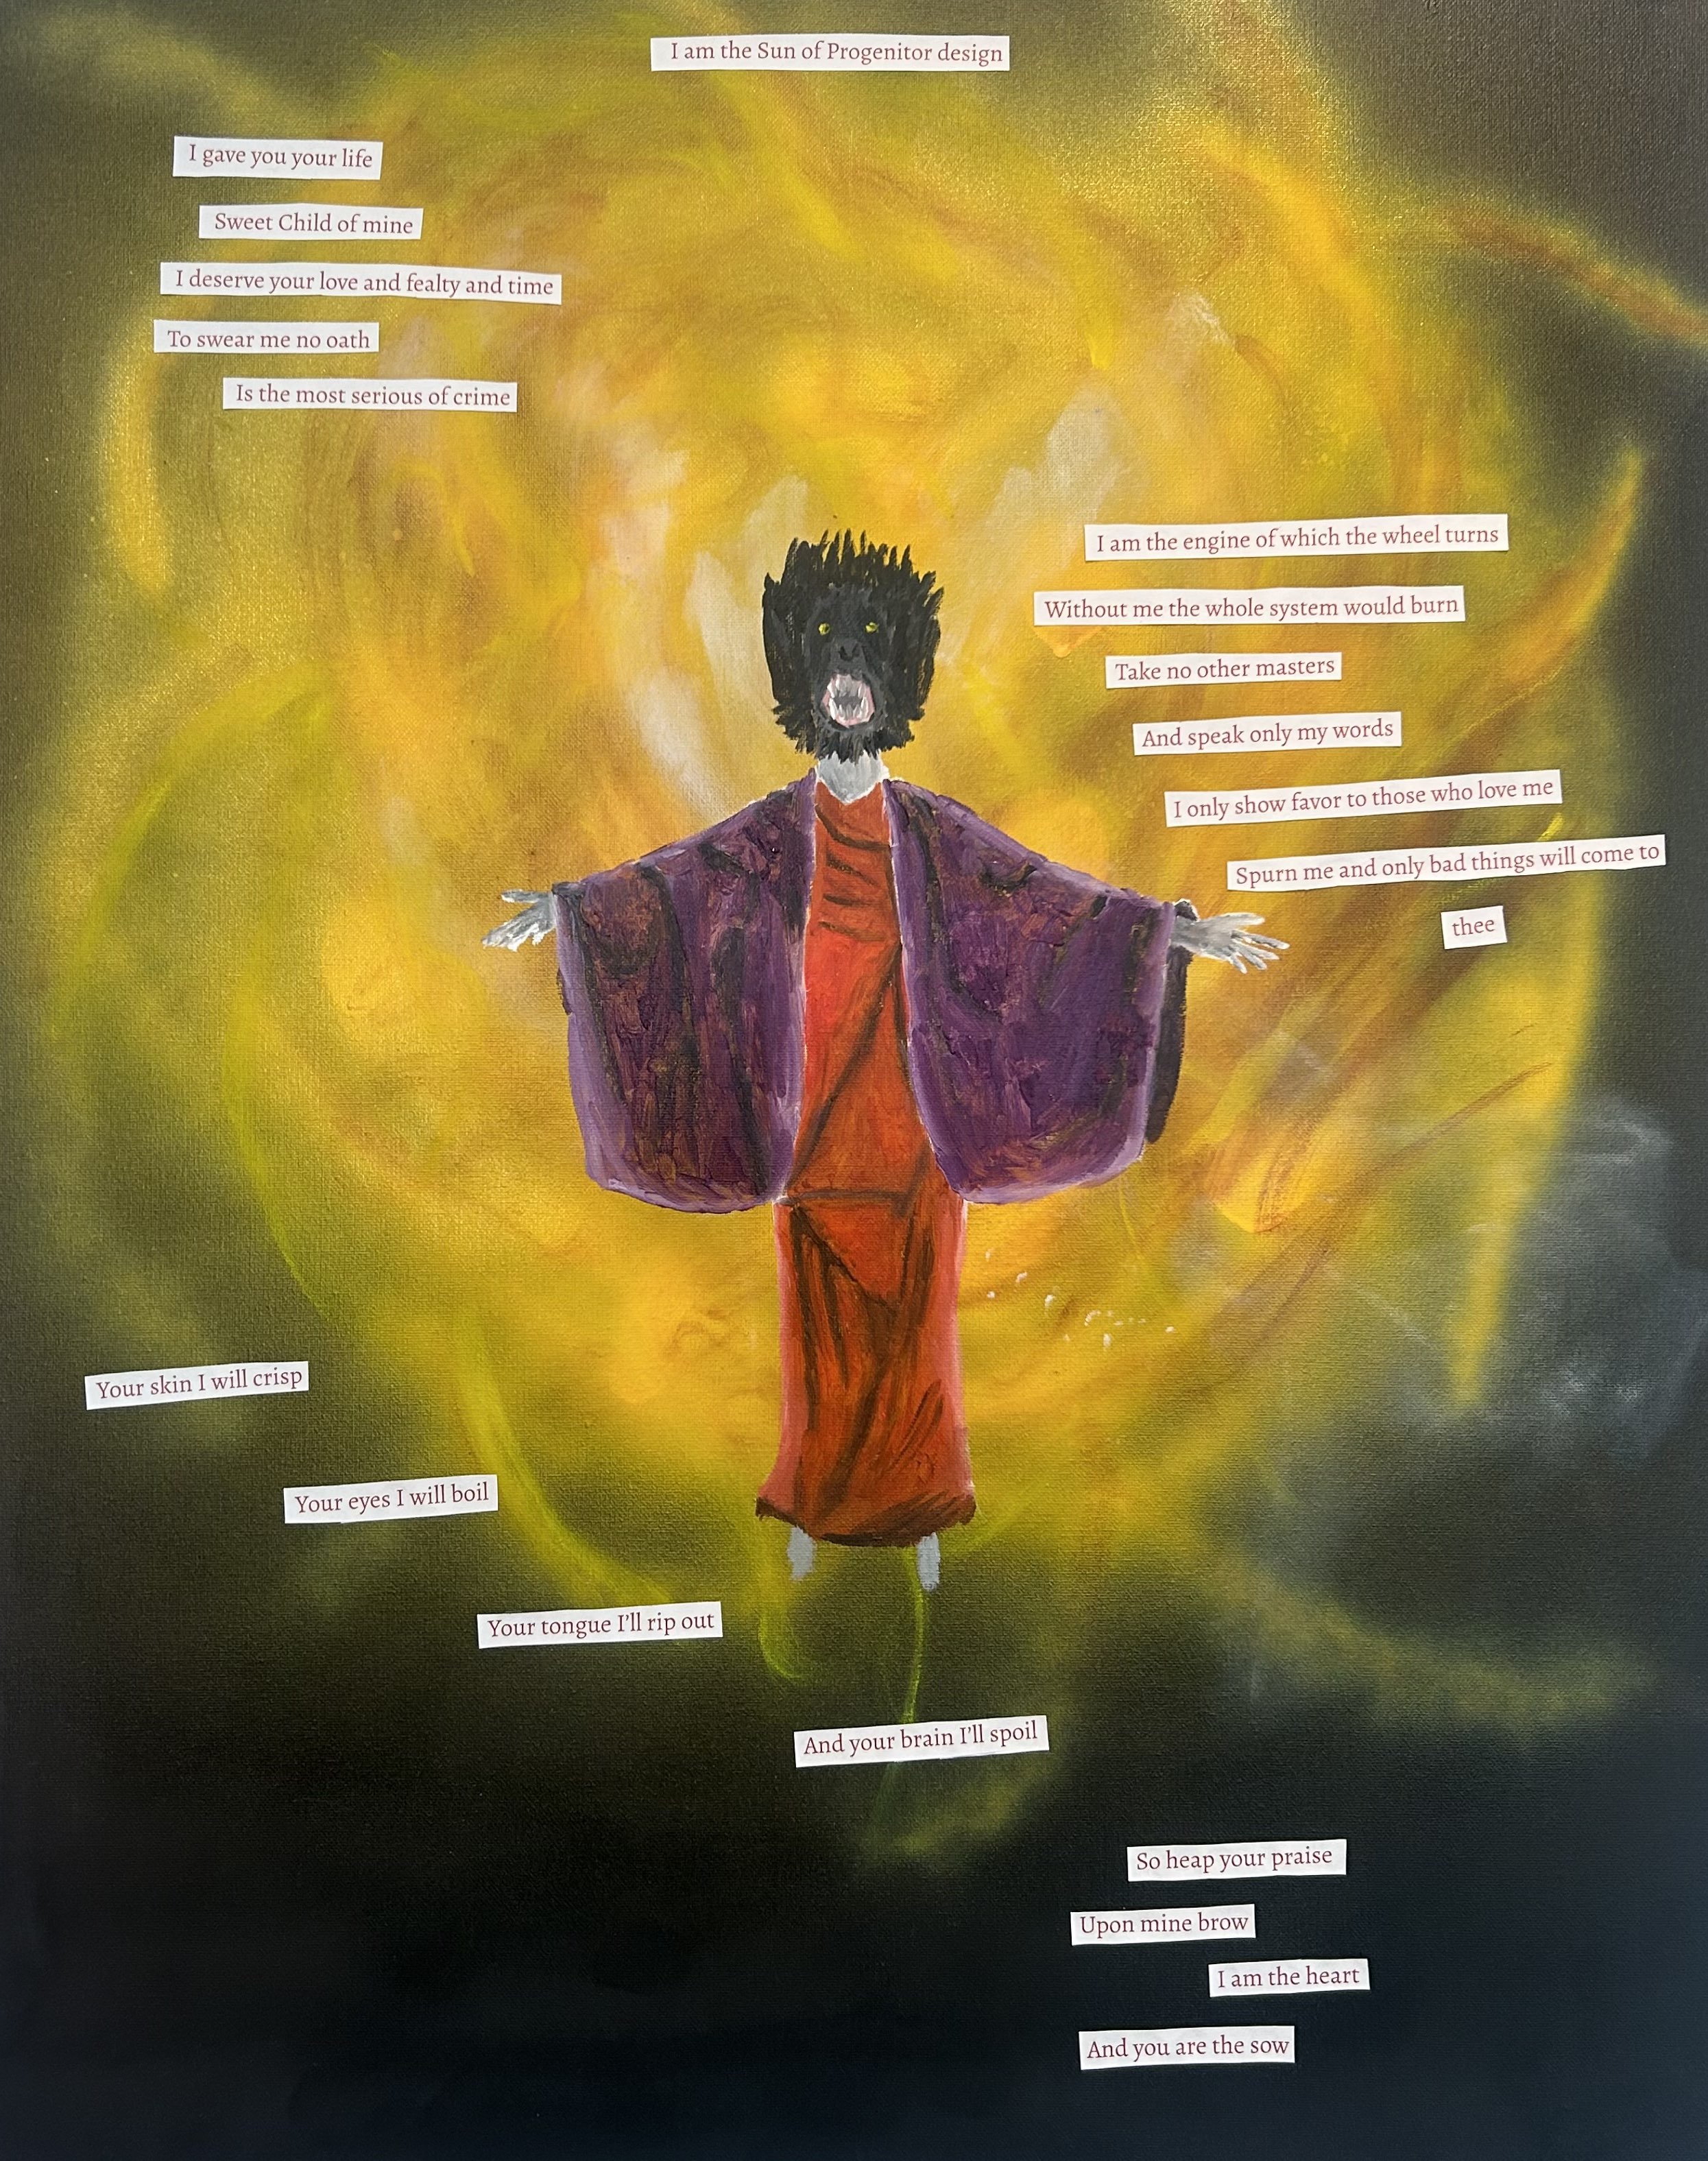 I am the Sun of Progenitor design
I gave you your life
Sweet Child of mine
I deserve your love and fealty and time
To swear me no oath
Is the most serious of crime
I am the engine of which the wheel turns
Without me the whole system would burn
Take no other masters
And speak only my words
I only show favor to those who love me
Spurn me and only bad things will come to
thee
Your skin I will crisp
Your eyes I will boil
Your tongue I'll rip out
And your brain I'll spoil
So heap your praise
Upon mine brow
I am the heart
And you are the sow